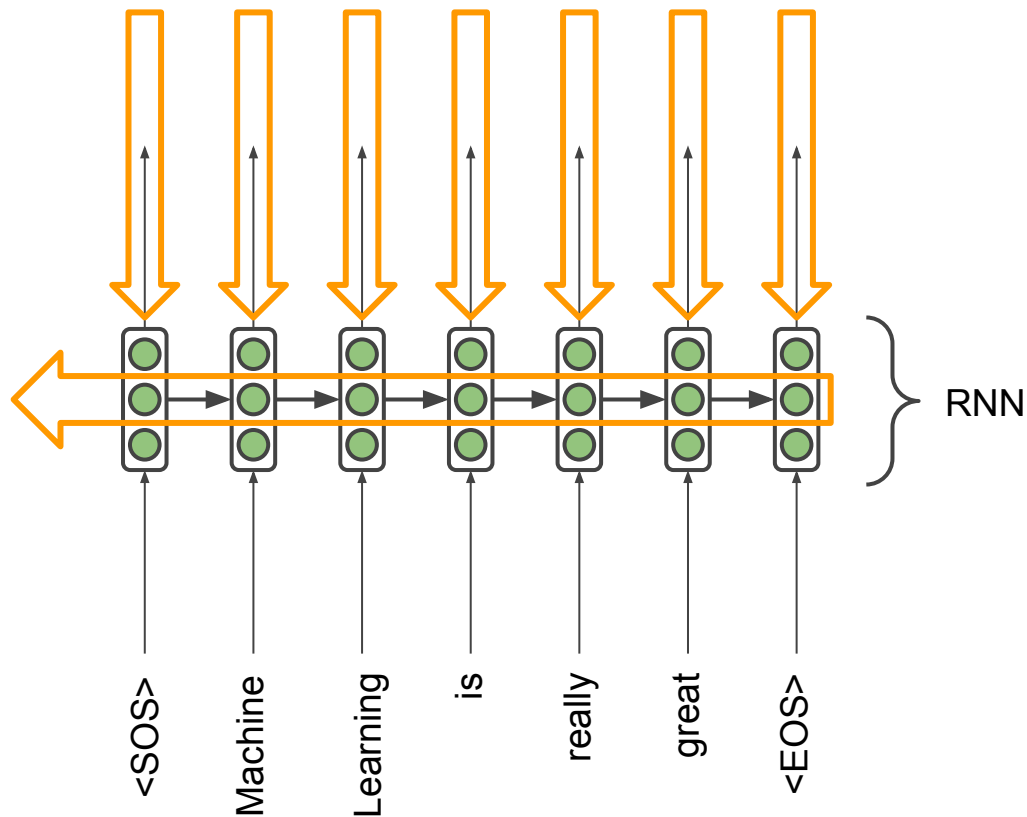 RNN
<SOS>
Machine
Learning
is
really
great
<EOS>